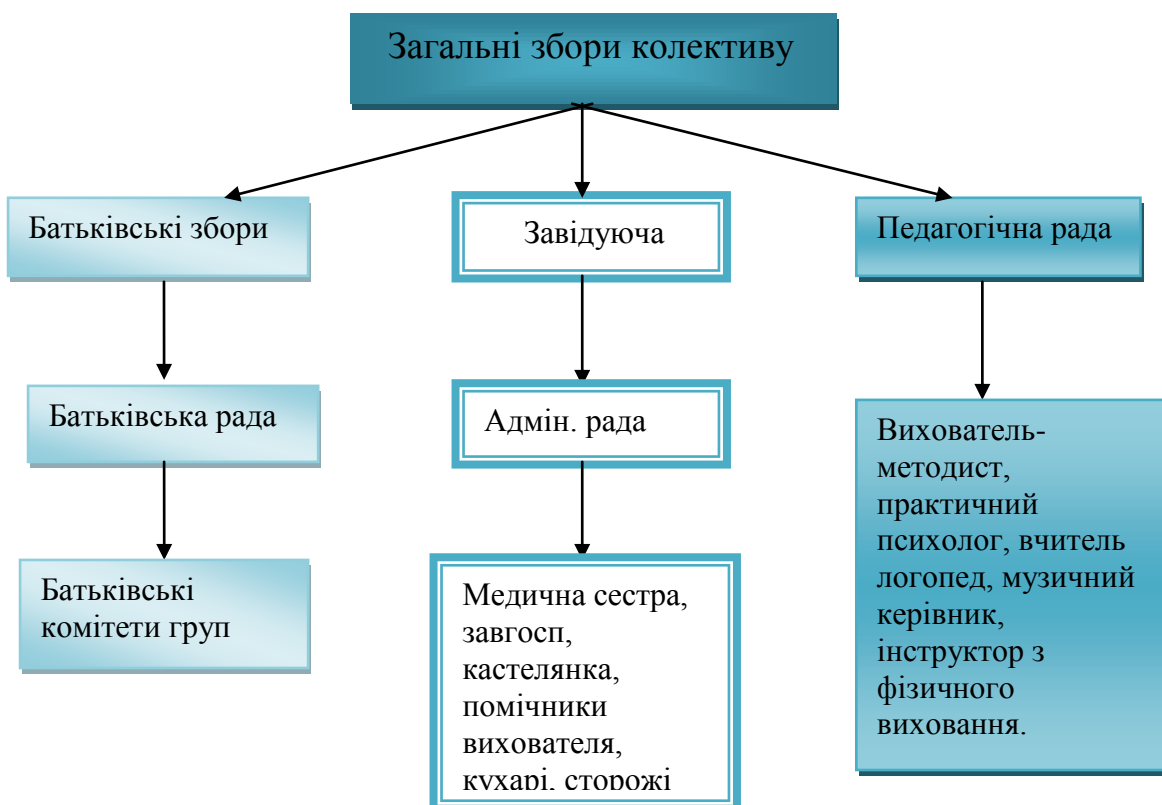 Загальні збори колективу
Батьківські збори
Завідуюча
Педагогічна рада
Батьківська рада
Адмін. рада
Вихователь-
методист,
практичний
психолог, вчитель
логопед, музичний
керівник,
інструктор з
фізичного
виховання.
Батьківські
комітети груп
Медична сестра,
завгосп,
кастелянка,
помічники
вихователя,
кухарі, сторожі